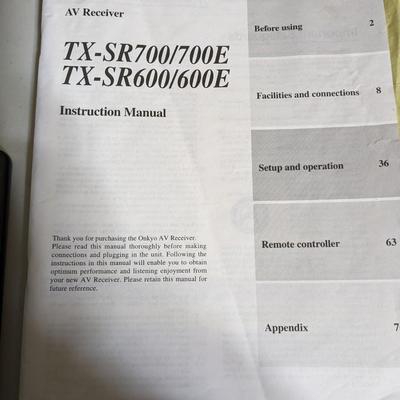 AV Receiver
TX-SR700/700E
TX-SR600/600E
Instruction Manual
Thank you for purchasing the Onkyo AV Receiver.
Please read this manual thoroughly before making
connections and plugging in the unit. Following the
instructions in this manual will enable you to obtain
optimum performance and listening enjoyment from
your new AV Receiver. Please retain this manual for
future reference.
Before using 2
Facilities and connections 8
Setup and operation 36
Remote controller 63
Appendix